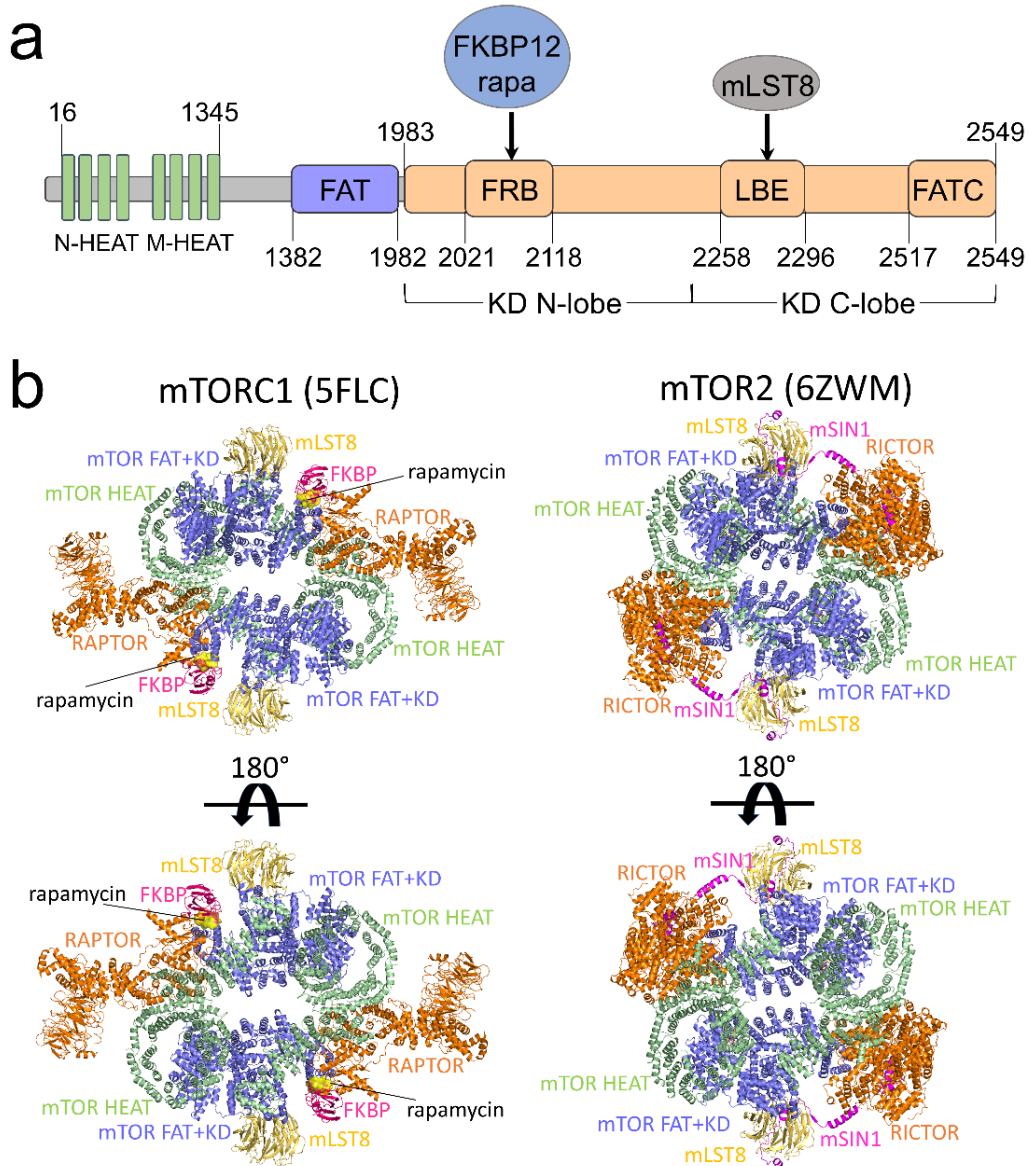 a
FKBP12
rapa
mLST8
16
1345
1983
2549
FAT
FRB
LBE
FATC
N-HEAT
M-HEAT
1382
1982
2021
2118
2258
2296
2517
2549
KD N-lobe
KD C-lobe
b
mTORC1 (5FLC)
mTOR2 (6ZWM)
mLST8
mTOR FAT+KD
FKBP
rapamycin
mTOR HEAT
RAPTOR
RAPTOR
mTOR HEAT
rapamycin
FKBP
mTOR FAT+KD
mLST8
mLST8
mSIN1
RICTOR
mTOR FAT+KD
mTOR HEAT
mTOR HEAT
RICTOR
mSIN1
mTOR FAT+KD
mLST8
180°
180°
mLST8
mTOR FAT+KD
rapamycin
FKBP
mTOR HEAT
RAPTOR
RAPTOR
mTOR HEAT
FKBP
rapamycin
mTOR FAT+KD
mLST8
mLST8
mSIN1
RICTOR
mTOR FAT+KD
mTOR HEAT
mTOR HEAT
mTOR FAT+KD
mSIN1
RICTOR
mLST8